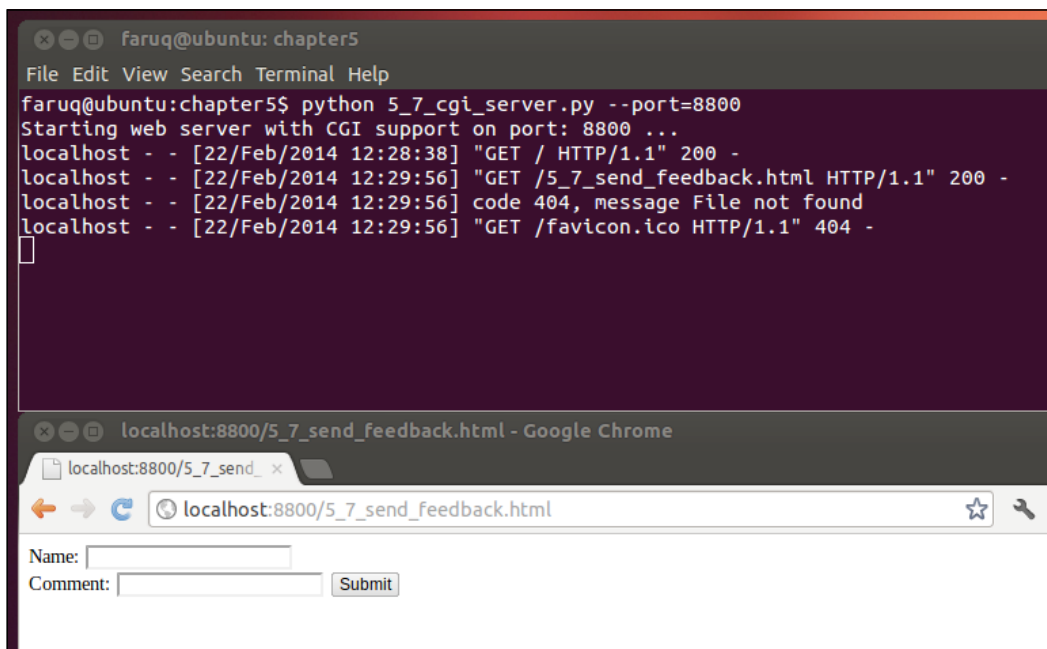 faruq@ubuntu: chapter5
File Edit View Search Terminal Help
faruq@ubuntu:chapter5$ python 5_7_cgi_server.py --port=8800
Starting web server with CGI support on port: 8800 ...
localhost - - [22/Feb/2014 12:28:38] "GET / HTTP/1.1" 200 -
localhost - - [22/Feb/2014 12:29:56] "GET /5_7_send_feedback.html HTTP/1.1" 200 -
localhost - - [22/Feb/2014 12:29:56] code 404, message File not found
localhost - - [22/Feb/2014 12:29:56] "GET /favicon.ico HTTP/1.1" 404 -
localhost:8800/5_7_send_feedback.html - Google Chrome
localhost:8800/5_7_send_
localhost:8800/5_7_send_feedback.html
Name:
Comment: Submit